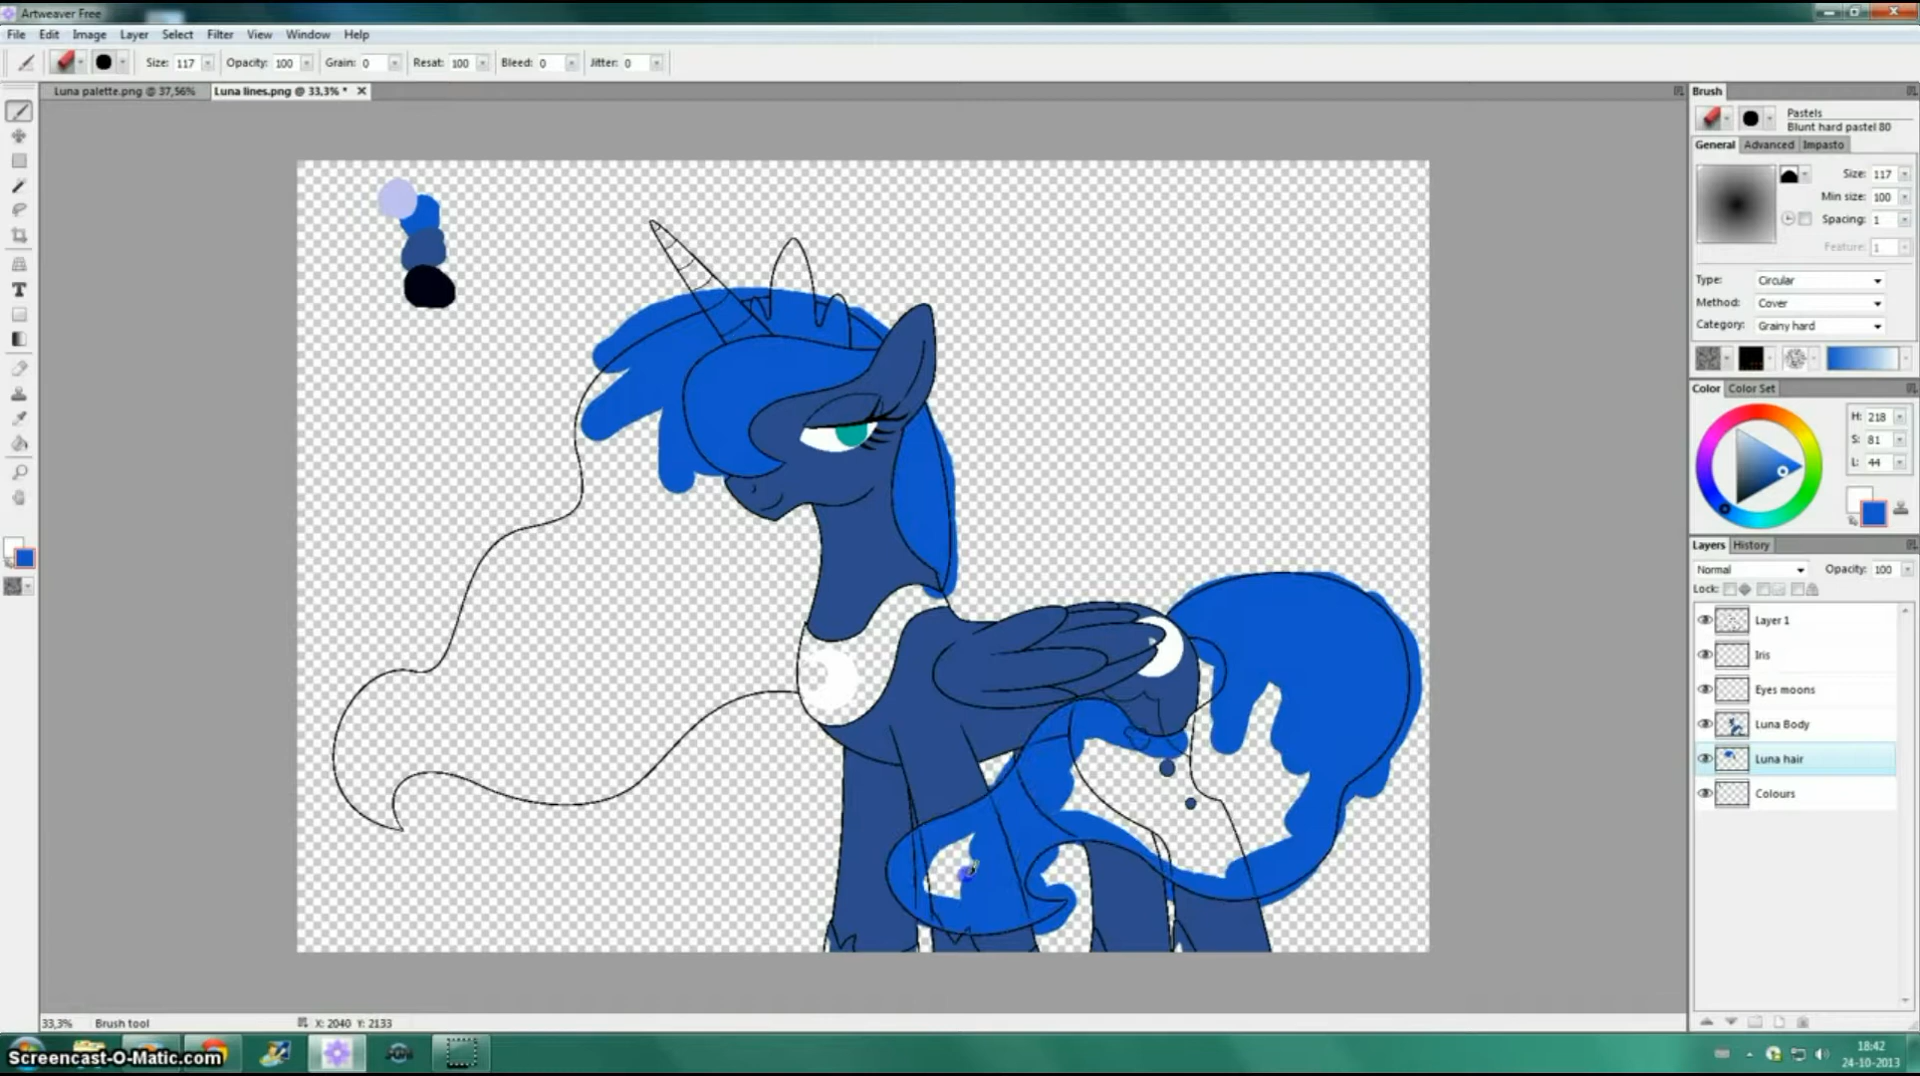 Artweaver Free
File Edit Image Layer Select Filter View Window Help
Size: 117 Opacity: 100 Grain: 0 Resat: 100 Bleed: 0 Jitter: 0
Luna palette.png @ 37,56% Luna lines.png @ 33,3% *
Brush
Pastels
Blunt hard pastel 80
General Advanced Impasto
Size: 117
Min size: 100
Spacing: 1
Feature: 1
Type: Circular
Method: Cover
Category: Grainy hard
Color Color Set
H: 218
S: 81
L: 44
Layers History
Normal Opacity: 100
Lock:
Layer 1
Iris
Eyes moons
Luna Body
Luna hair
Colours
33,3% Brush tool X: 2040 Y: 2133
Screencast-O-Matic.com
18:42
24-10-2013